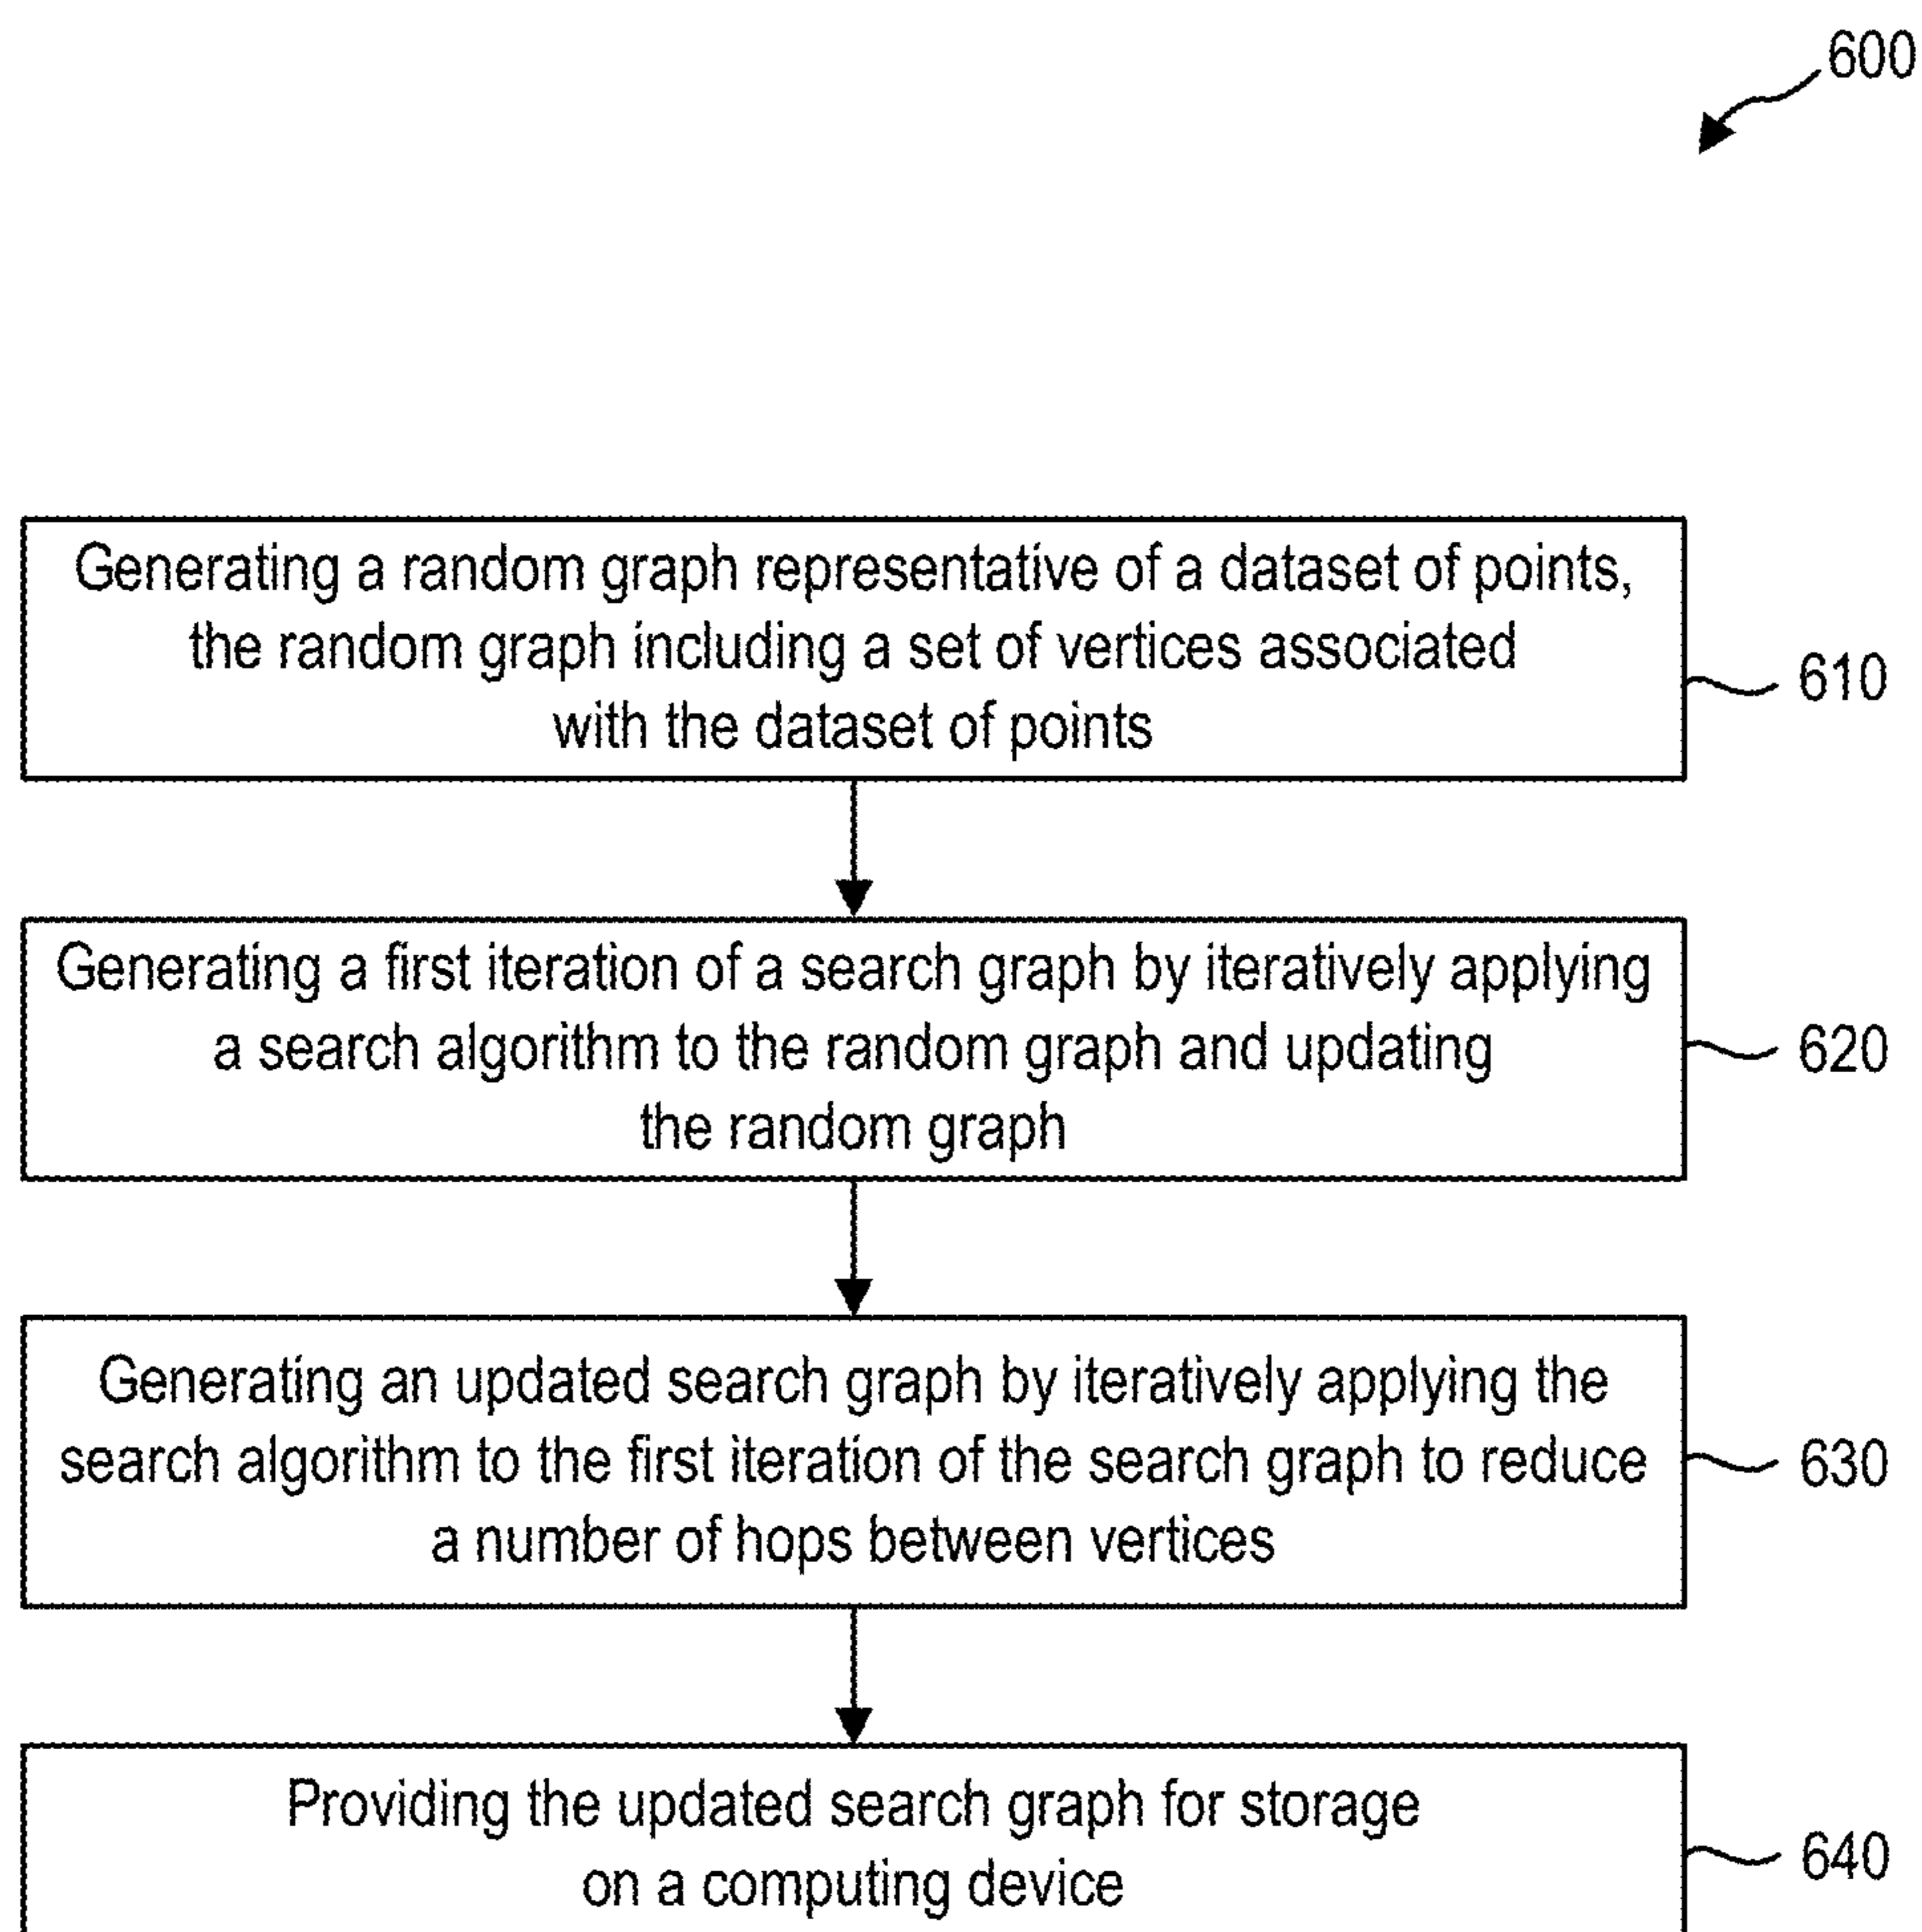 600
Generating a random graph representative of a dataset of points,
the random graph including a set of vertices associated
with the dataset of points
610
Generating a first iteration of a search graph by iteratively applying
a search algorithm to the random graph and updating
the random graph
620
Generating an updated search graph by iteratively applying the
search algorithm to the first iteration of the search graph to reduce
a number of hops between vertices
630
Providing the updated search graph for storage
on a computing device
640